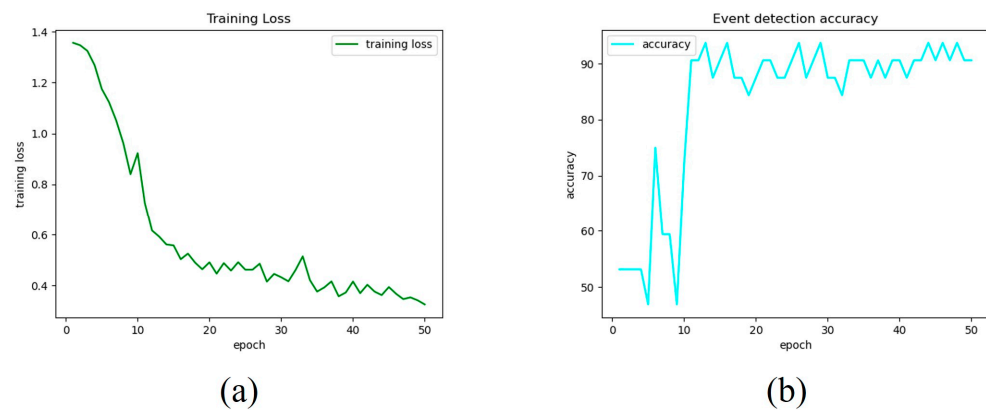 Training Loss
training loss
1.4
1.2
1.0
0.8
0.6
0.4
training loss
0
10
20
30
40
50
epoch
(a)
Event detection accuracy
accuracy
90
80
70
60
50
accuracy
0
10
20
30
40
50
epoch
(b)